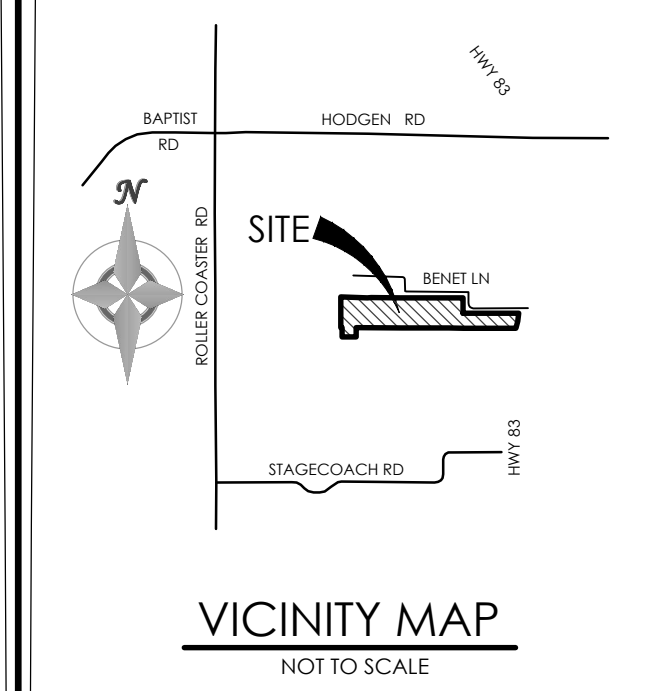 HWY 83
BAPTIST
RD
HODGEN RD
N
ROLLER COASTER RD
SITE
BENET LN
STAGECOACH RD
HWY 83
VICINITY MAP
NOT TO SCALE